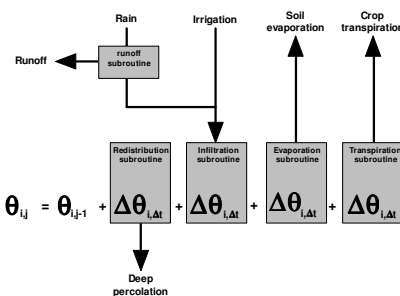 Rain
Irrigation
Soil
evaporation
Crop
transpiration
Runoff
runoff
subroutine
Redistribution
subroutine
Infiltration
subroutine
Evaporation
subroutine
Transpiration
subroutine
θi,j = θi,j-1 + Δθi,Δt + Δθi,Δt + Δθi,Δt + Δθi,Δt
Deep
percolation